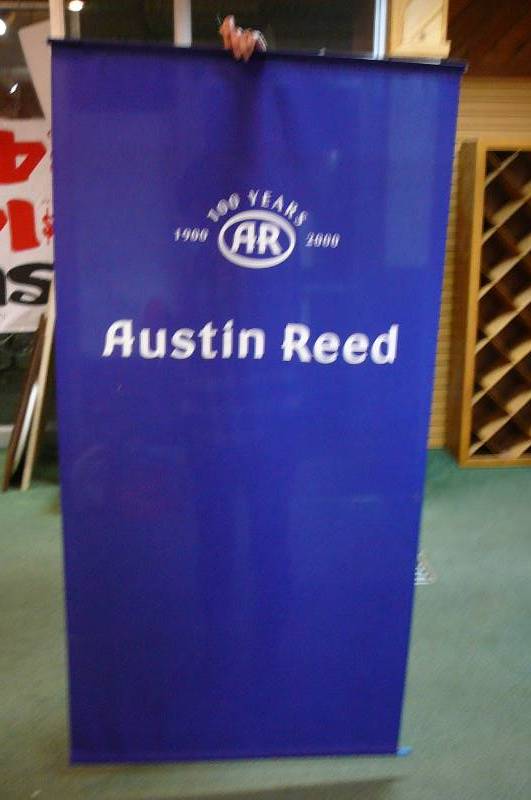 100 YEARS
1900 AR 2000
Austin Reed